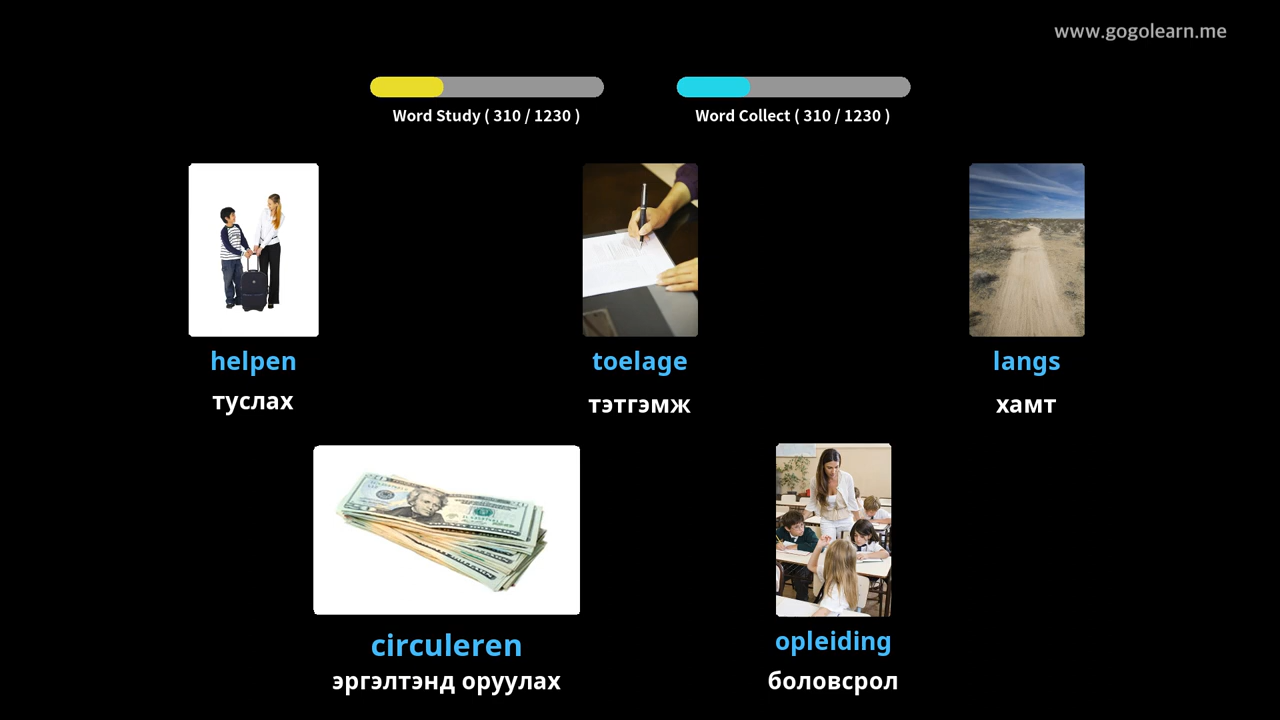 www.gogolearn.me
Word Study ( 310 / 1230 )
Word Collect ( 310 / 1230 )
helpen
туслах
toelage
тэтгэмж
langs
хамт
circuleren
эргэлтэнд оруулах
opleiding
боловсрол